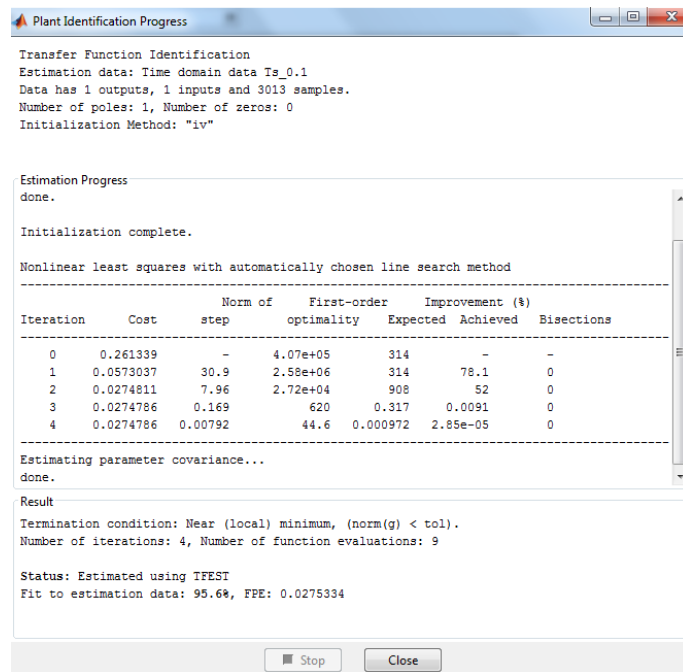 Plant Identification Progress
Transfer Function Identification
Estimation data: Time domain data Ts_0.1
Data has 1 outputs, 1 inputs and 3013 samples.
Number of poles: 1, Number of zeros: 0
Initialization Method: "iv"
Estimation Progress
done.
Initialization complete.
Nonlinear least squares with automatically chosen line search method
----------------------------------------------------------------------------------
Norm of First-order Improvement (%)
Iteration Cost step optimality Expected Achieved Bisections
----------------------------------------------------------------------------------
0 0.261339 - 4.07e+05 314 - -
1 0.0573037 30.9 2.58e+06 314 78.1 0
2 0.0274811 7.96 2.72e+04 908 52 0
3 0.0274786 0.169 620 0.317 0.0091 0
4 0.0274786 0.00792 44.6 0.000972 2.85e-05 0
----------------------------------------------------------------------------------
Estimating parameter covariance...
done.
Result
Termination condition: Near (local) minimum, (norm(g) < tol).
Number of iterations: 4, Number of function evaluations: 9
Status: Estimated using TFEST
Fit to estimation data: 95.6%, FPE: 0.0275334
Stop Close